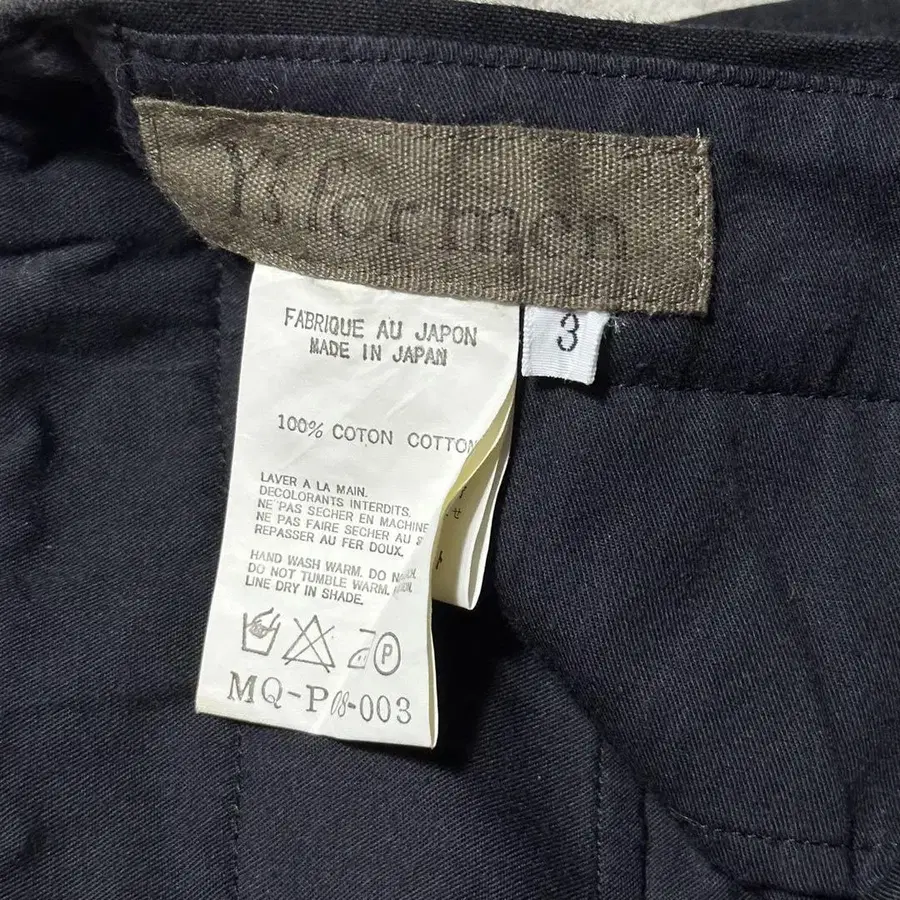 Y's for men
3
FABRIQUE AU JAPON
MADE IN JAPAN
100% COTON COTTON
LAVER A LA MAIN.
DECOLORANTS INTERDITS.
NE PAS SECHER EN MACHINE
NE PAS FAIRE SECHER AU S
REPASSER AU FER DOUX.
HAND WASH WARM. DO N
DO NOT TUMBLE WARM.
LINE DRY IN SHADE.
P
MQ-P08-003